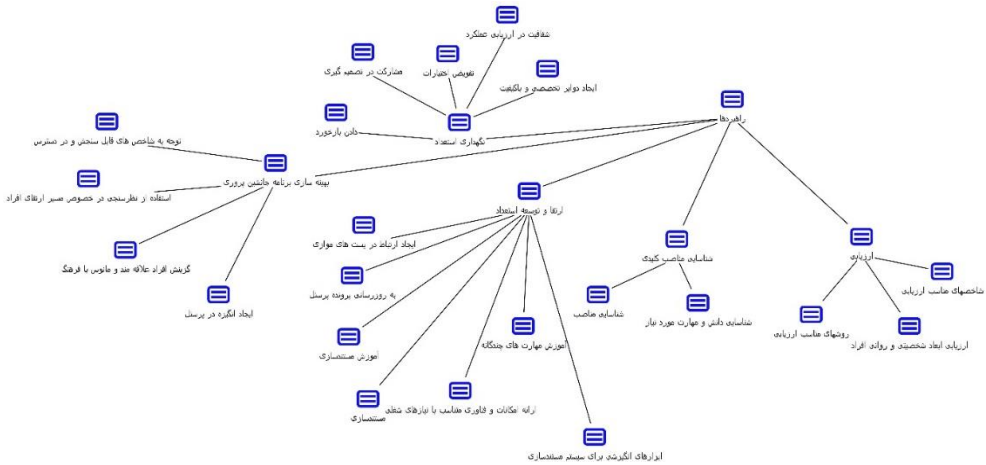 شفافیت در ارزیابی عملکرد
مشارکت در تصمیم گیری
تفویض اختیارات
ایجاد دوایر تخصصی و باکیفیت
دادن بازخورد
نگهداری استعداد
راهبردها
توجه به شاخص های قابل سنجش و در دسترس
بهینه سازی برنامه جانشین پروری
استفاده از نظرسنجی در خصوص مسیر ارتقای افراد
ارتقا و توسعه استعداد
ایجاد ارتباط در پست های موازی
شناسایی مناصب کلیدی
ارزیابی
گزینش افراد علاقه مند و مانوس با فرهنگ
به روزرسانی پرونده پرسنل
شاخصهای مناسب ارزیابی
ایجاد انگیزه در پرسنل
شناسایی مناصب
شناسایی دانش و مهارت مورد نیاز
روشهای مناسب ارزیابی
ارزیابی ابعاد شخصیتی و روانی افراد
آموزش مستندسازی
آموزش مهارت های چندگانه
ارائه امکانات و فناوری متناسب با نیازهای شغلی
مستندسازی
ابزارهای انگیزشی برای سیستم مستندسازی